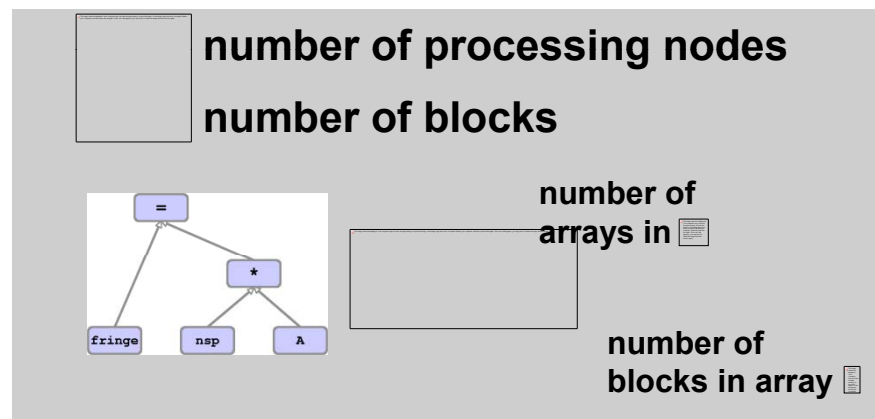 number of processing nodes
number of blocks
number of
arrays in
=
*
fringe
nsp
A
number of
blocks in array